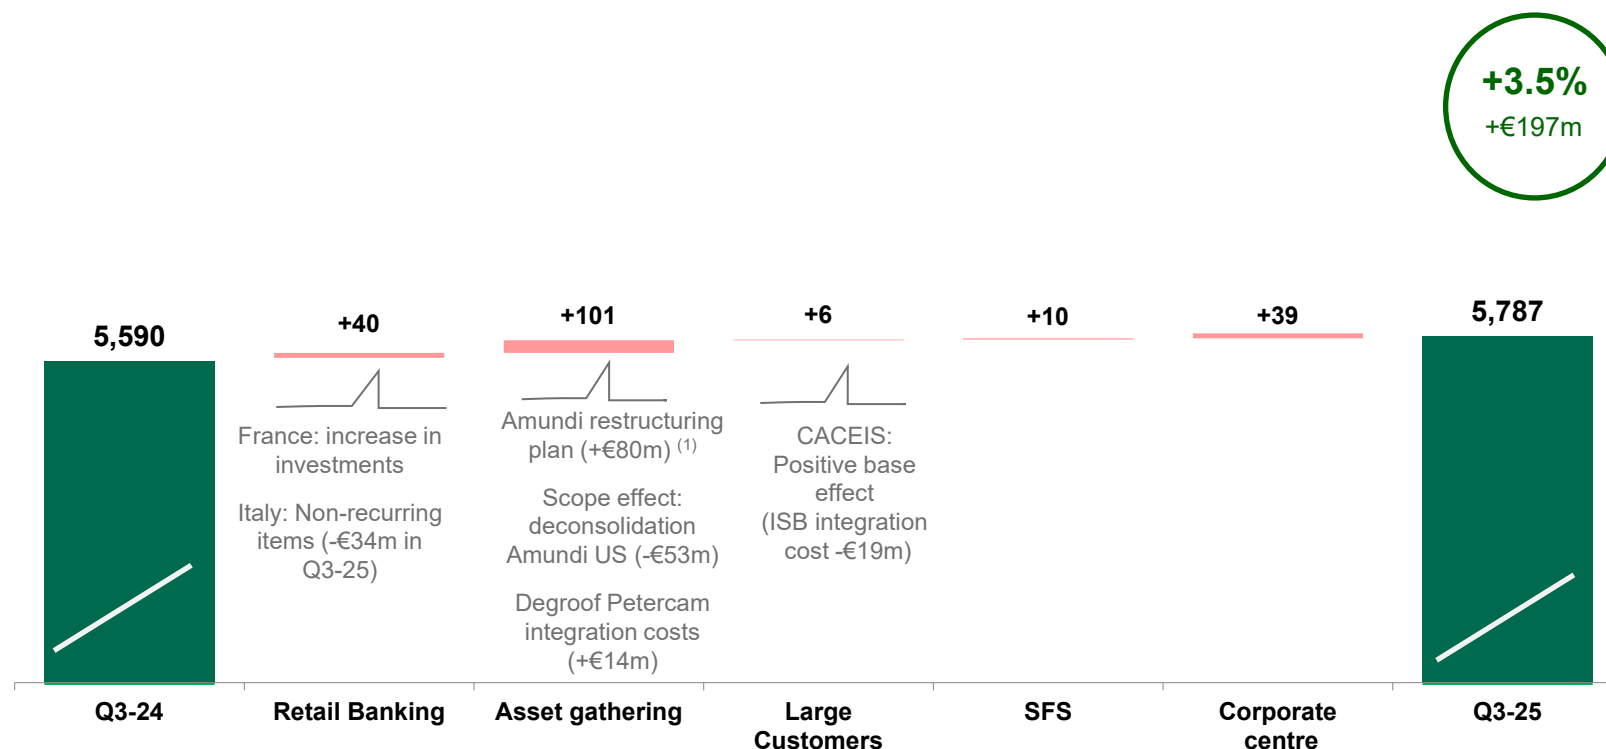 +3.5%
+€197m
5,590
+40
+101
+6
+10
+39
5,787
France: increase in
investments
Italy: Non-recurring
items (-€34m in
Q3-25)
Amundi restructuring
plan (+€80m) (1)
Scope effect:
deconsolidation
Amundi US (-€53m)
Degroof Petercam
integration costs
(+€14m)
CACEIS:
Positive base
effect
(ISB integration
cost -€19m)
Q3-24
Retail Banking
Asset gathering
Large
Customers
SFS
Corporate
centre
Q3-25